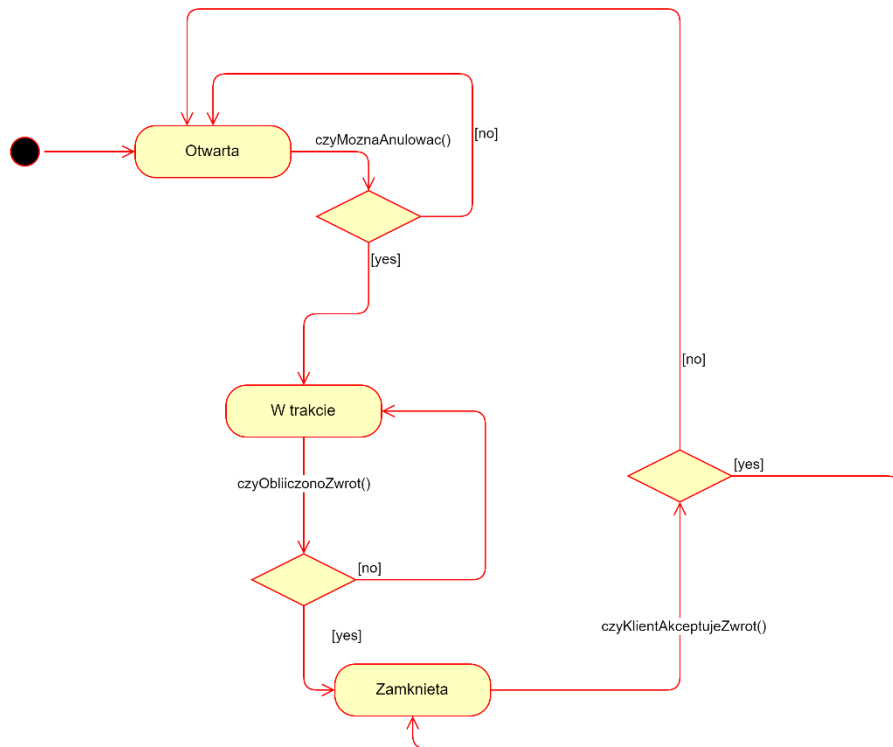 czyMoznaAnulowac()
[no]
Otwarta
[yes]
[no]
W trakcie
[yes]
czyObliiczonoZwrot()
[no]
czyKlientAkceptujeZwrot()
[yes]
Zamknieta